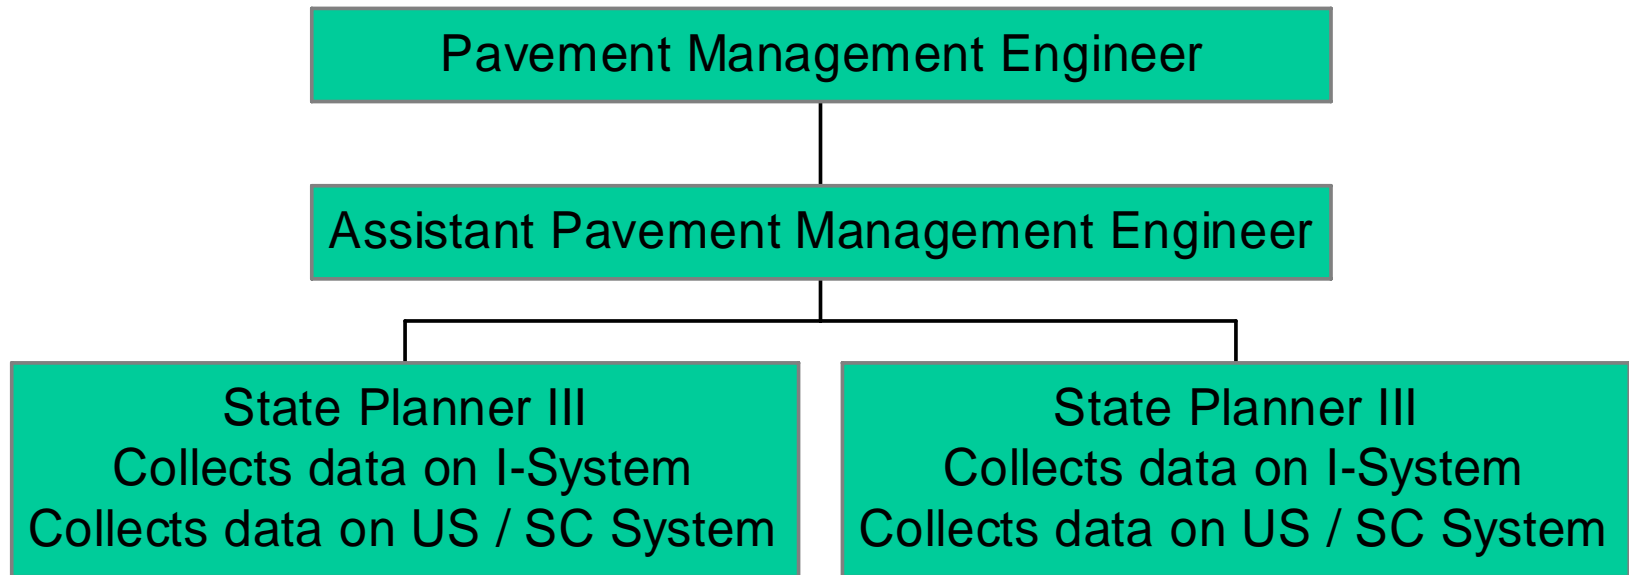 Pavement Management Engineer
Assistant Pavement Management Engineer
State Planner III
Collects data on I-System
Collects data on US / SC System
State Planner III
Collects data on I-System
Collects data on US / SC System